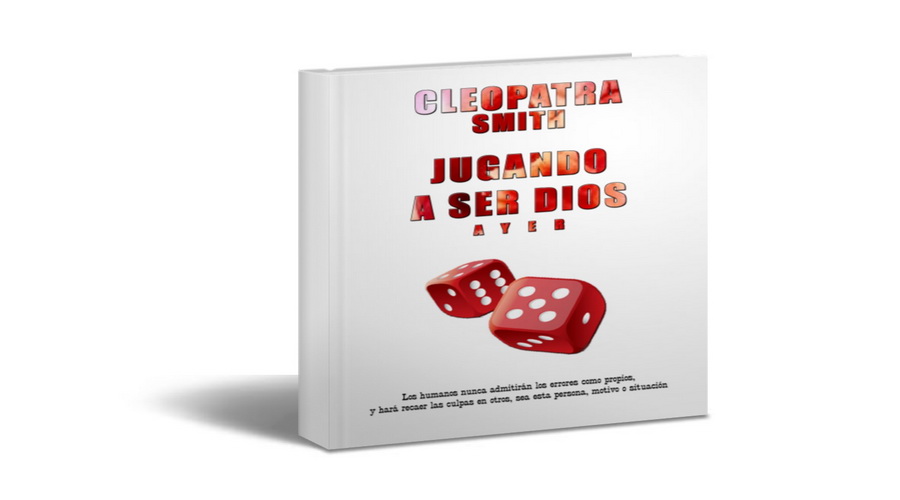 CLEOPATRA
SMITH
JUGANDO
A SER DIOS
AYER
Los humanos nunca admitirán los errores como propios,
y hará recaer las culpas en otros, sea esta persona, motivo o situación